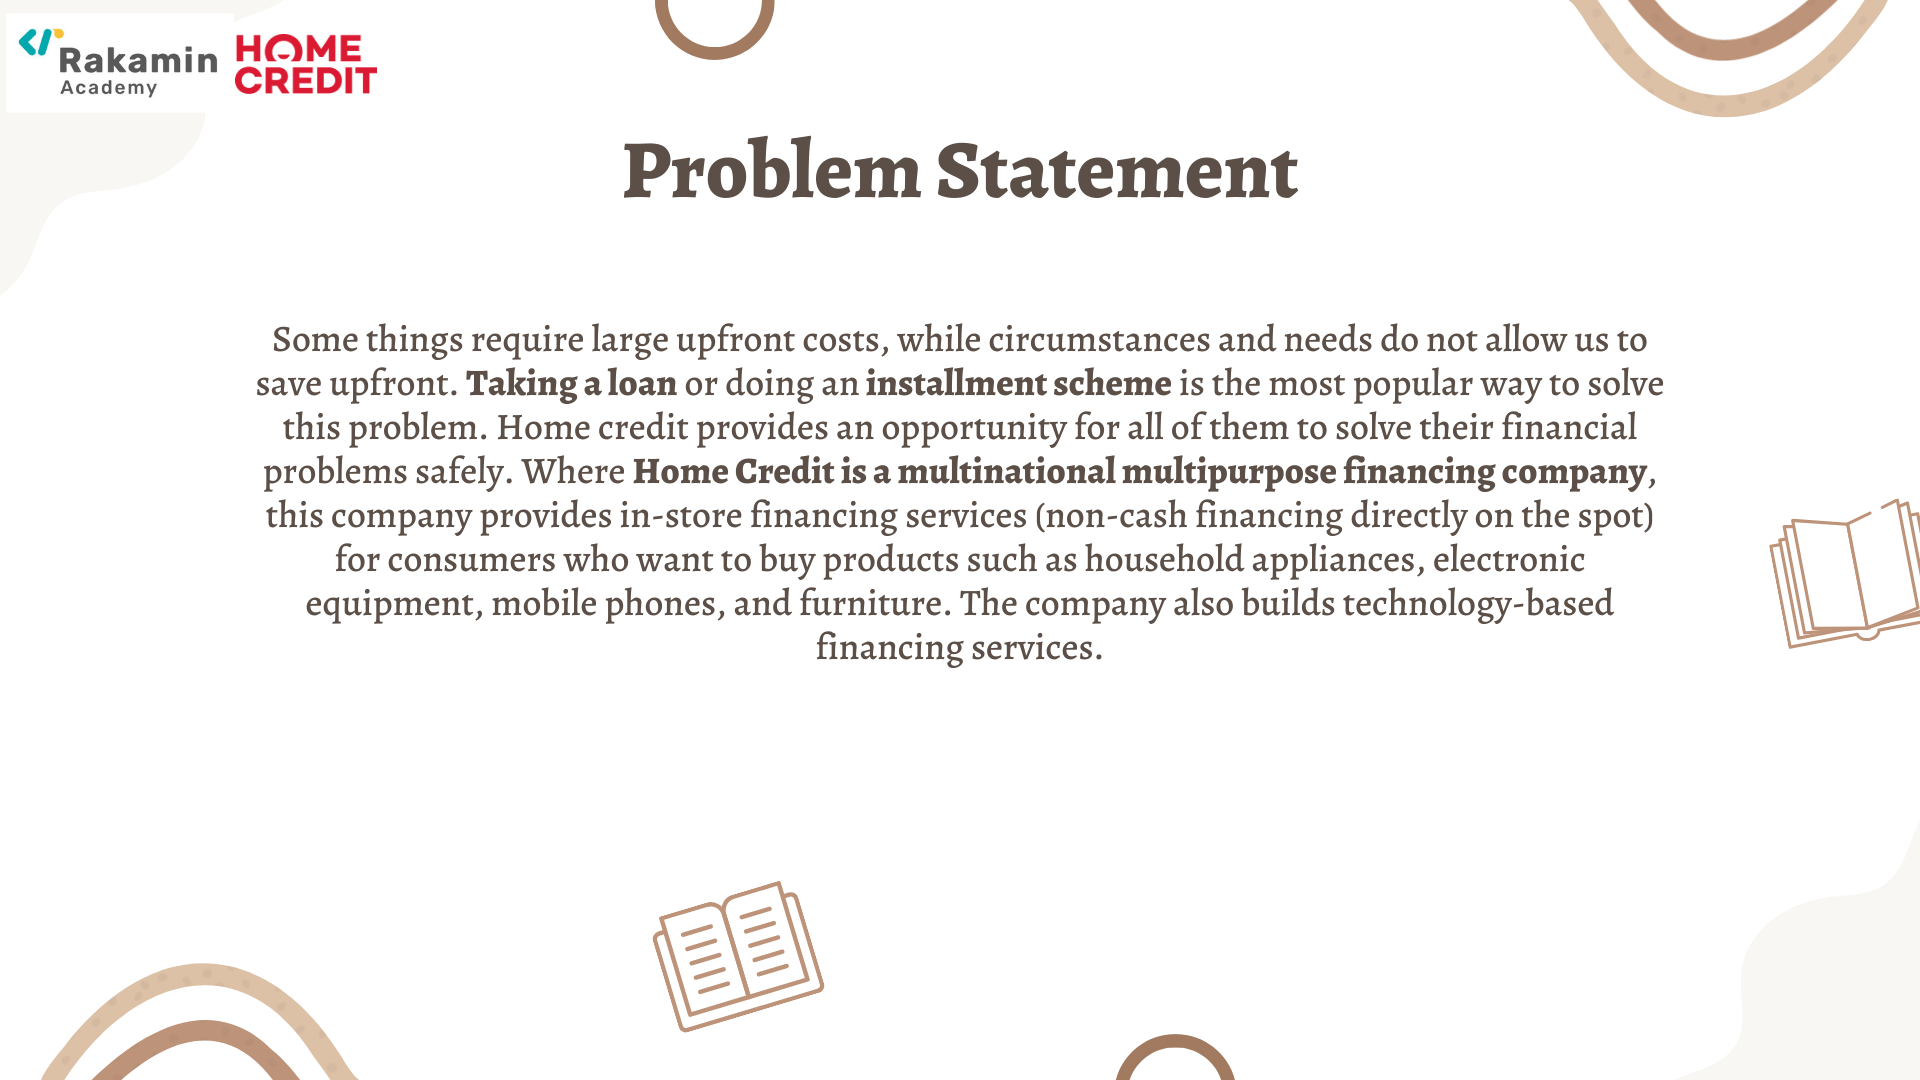 Rakamin
Academy
HOME
CREDIT
Problem Statement
Some things require large upfront costs, while circumstances and needs do not allow us to
save upfront. Taking a loan or doing an installment scheme is the most popular way to solve
this problem. Home credit provides an opportunity for all of them to solve their financial
problems safely. Where Home Credit is a multinational multipurpose financing company,
this company provides in-store financing services (non-cash financing directly on the spot)
for consumers who want to buy products such as household appliances, electronic
equipment, mobile phones, and furniture. The company also builds technology-based
financing services.